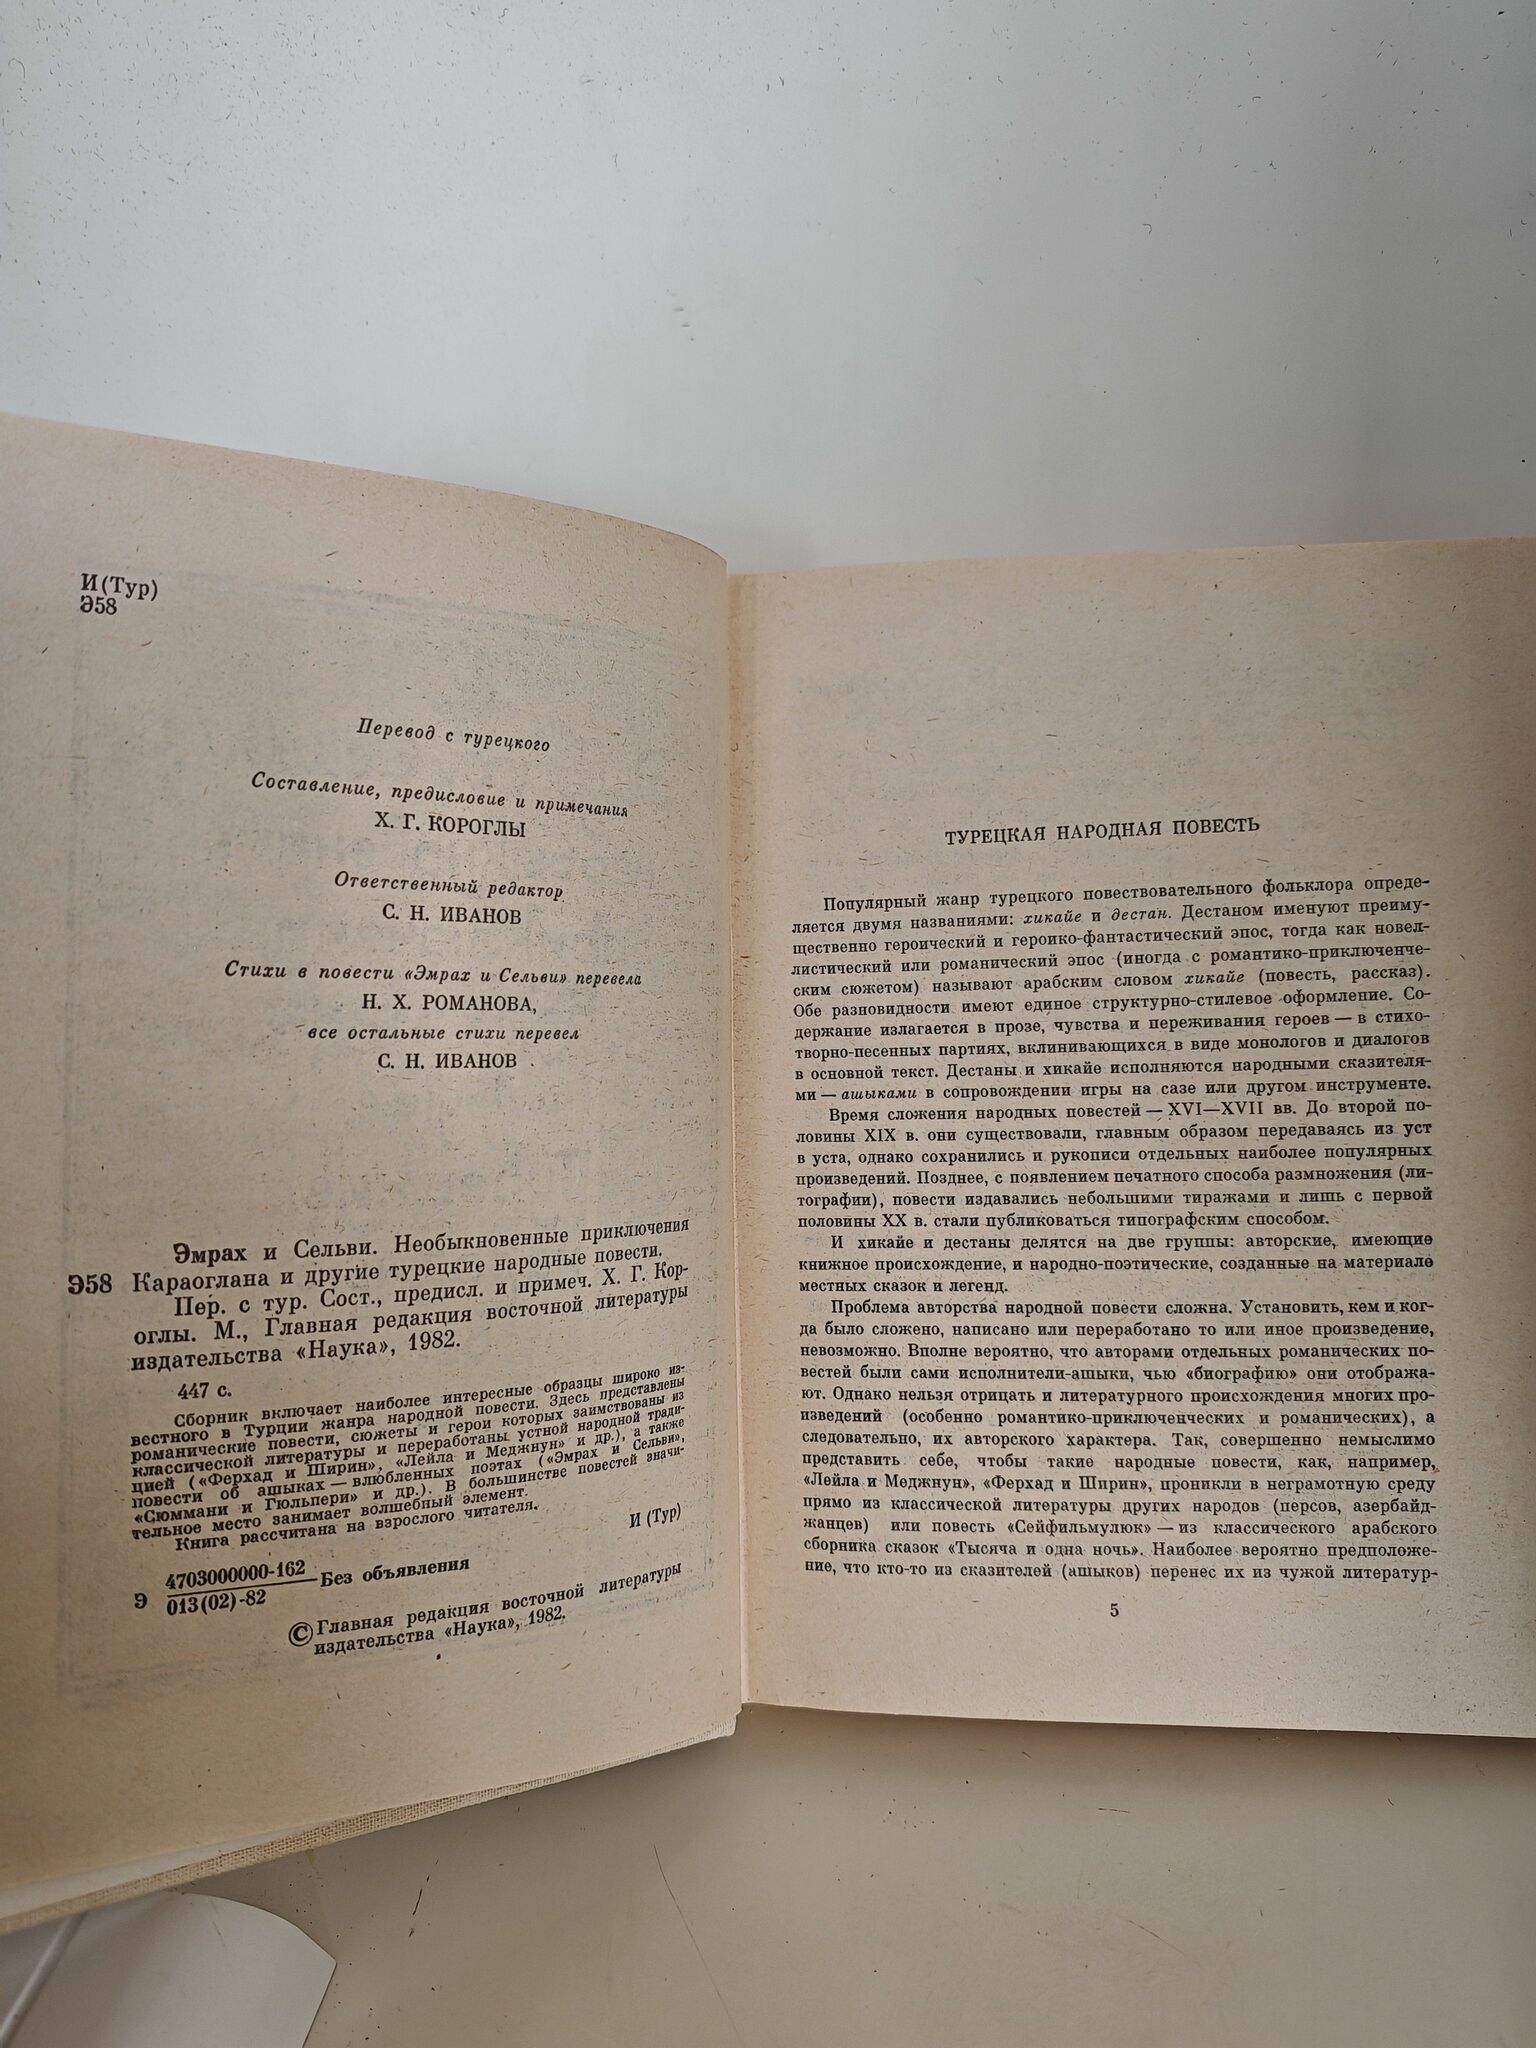 И(Тур)
Э58
Перевод с турецкого
Составление, предисловие и примечания
Х. Г. КОРОГЛЫ
Ответственный редактор
С. Н. ИВАНОВ
Стихи в повести «Эмрах и Сельви» перевела
Н. Х. РОМАНОВА,
все остальные стихи перевел
С. Н. ИВАНОВ
Эмрах и Сельви. Необыкновенные приключения
Э58 Караоглана и другие турецкие народные повести.
Пер. с тур. Сост., предисл. и примеч. Х. Г. Кор-
оглы. М., Главная редакция восточной литературы
издательства «Наука», 1982.
447 с.
Сборник включает наиболее интересные образцы широко из-
вестного в Турции жанра народной повести. Здесь представлены
романические повести, сюжеты и герои которых заимствованы из
классической литературы и переработаны устной народной тради-
цией («Ферхад и Ширин», «Лейла и Меджнун» и др.), а также
повести об ашыках — влюбленных поэтах («Эмрах и Сельви»,
«Сюммани и Гюльпери» и др.). В большинстве повестей значи-
тельное место занимает волшебный элемент.
Книга рассчитана на взрослого читателя.
И (Тур)
Э 4703000000-162
013(02)-82 Без объявления
© Главная редакция восточной литературы
издательства «Наука», 1982.
ТУРЕЦКАЯ НАРОДНАЯ ПОВЕСТЬ
Популярный жанр турецкого повествовательного фольклора опреде-
ляется двумя названиями: хикайе и дестан. Дестаном именуют преиму-
щественно героический и героико-фантастический эпос, тогда как новел-
листический или романический эпос (иногда с романтико-приключенче-
ским сюжетом) называют арабским словом хикайе (повесть, рассказ).
Обе разновидности имеют единое структурно-стилевое оформление. Со-
держание излагается в прозе, чувства и переживания героев — в стихо-
творно-песенных партиях, вклинивающихся в виде монологов и диалогов
в основной текст. Дестаны и хикайе исполняются народными сказителя-
ми — ашыками в сопровождении игры на сазе или другом инструменте.
Время сложения народных повестей — XVI—XVII вв. До второй по-
ловины XIX в. они существовали, главным образом передаваясь из уст
в уста, однако сохранились и рукописи отдельных наиболее популярных
произведений. Позднее, с появлением печатного способа размножения (ли-
тографии), повести издавались небольшими тиражами и лишь с первой
половины XX в. стали публиковаться типографским способом.
И хикайе и дестаны делятся на две группы: авторские, имеющие
книжное происхождение, и народно-поэтические, созданные на материале
местных сказок и легенд.
Проблема авторства народной повести сложна. Установить, кем и ког-
да было сложено, написано или переработано то или иное произведение,
невозможно. Вполне вероятно, что авторами отдельных романических по-
вестей были сами исполнители-ашыки, чью «биографию» они отобража-
ют. Однако нельзя отрицать и литературного происхождения многих про-
изведений (особенно романтико-приключенческих и романических), а
следовательно, их авторского характера. Так, совершенно немыслимо
представить себе, чтобы такие народные повести, как, например,
«Лейла и Меджнун», «Ферхад и Ширин», проникли в неграмотную среду
прямо из классической литературы других народов (персов, азербайд-
жанцев) или повесть «Сейфильмулюк» — из классического арабского
сборника сказок «Тысяча и одна ночь». Наиболее вероятно предположе-
ние, что кто-то из сказителей (ашыков) перенес их из чужой литератур-
5